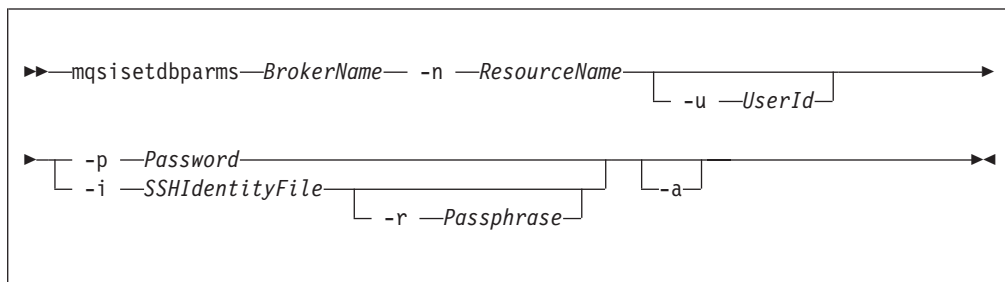 mqsisetdbparms BrokerName -n ResourceName
-u UserId
-p Password
-i SSHIdentityFile
-a
-r Passphrase